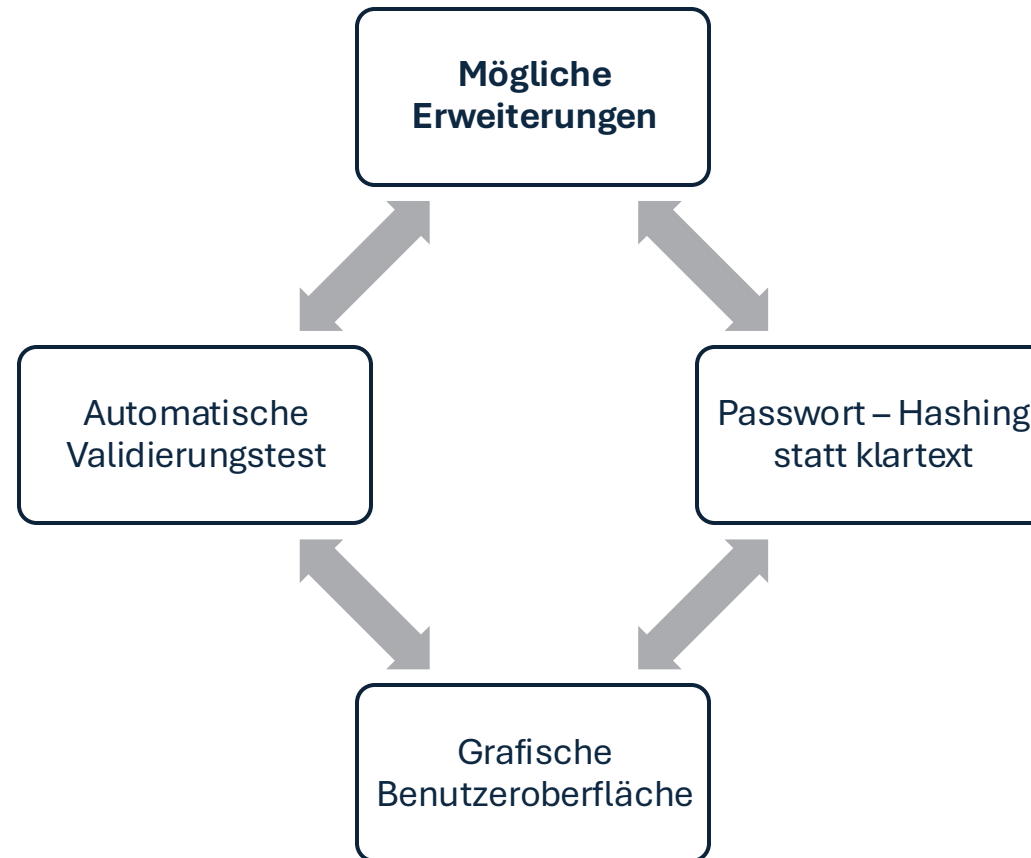 Mögliche
Erweiterungen
Automatische
Validierungstest
Passwort – Hashing
statt klartext
Grafische
Benutzeroberfläche